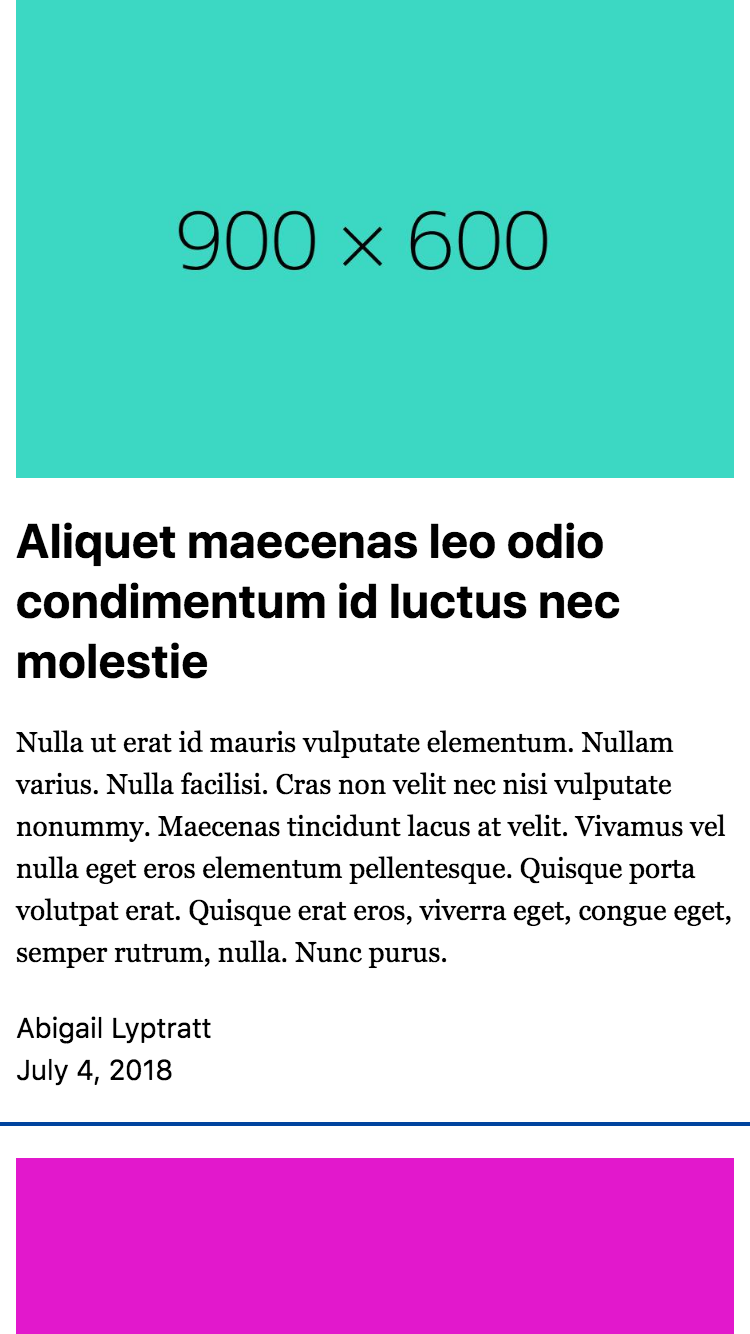 900 × 600
Aliquet maecenas leo odio
condimentum id luctus nec
molestie
Nulla ut erat id mauris vulputate elementum. Nullam
varius. Nulla facilisi. Cras non velit nec nisi vulputate
nonummy. Maecenas tincidunt lacus at velit. Vivamus vel
nulla eget eros elementum pellentesque. Quisque porta
volutpat erat. Quisque erat eros, viverra eget, congue eget,
semper rutrum, nulla. Nunc purus.
Abigail Lyptratt
July 4, 2018